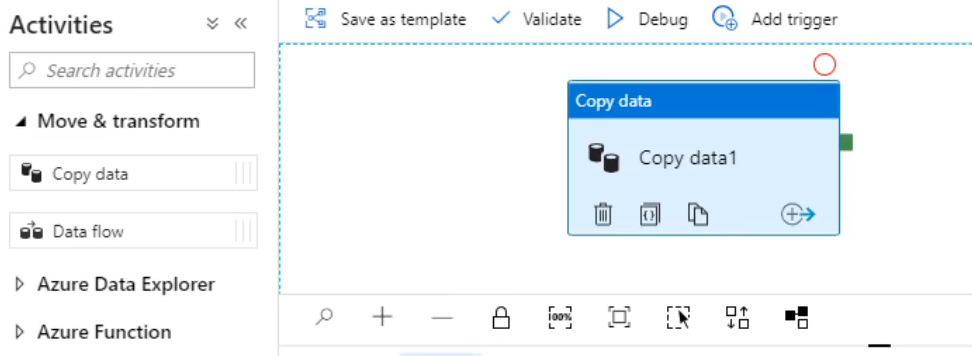 Activities
Search activities
Move & transform
Copy data
Data flow
Azure Data Explorer
Azure Function
Save as template
Validate
Debug
Add trigger
Copy data
Copy data1
{}
100%